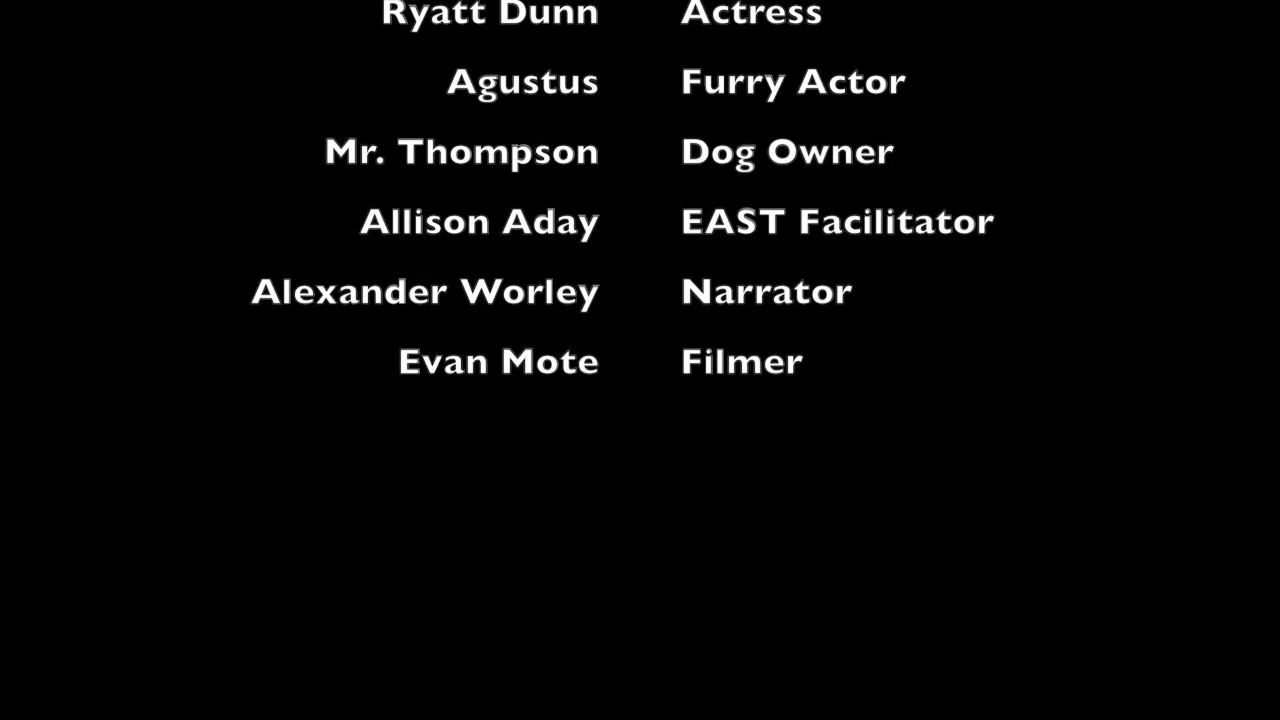 Ryatt Dunn Actress
Agustus Furry Actor
Mr. Thompson Dog Owner
Allison Aday EAST Facilitator
Alexander Worley Narrator
Evan Mote Filmer